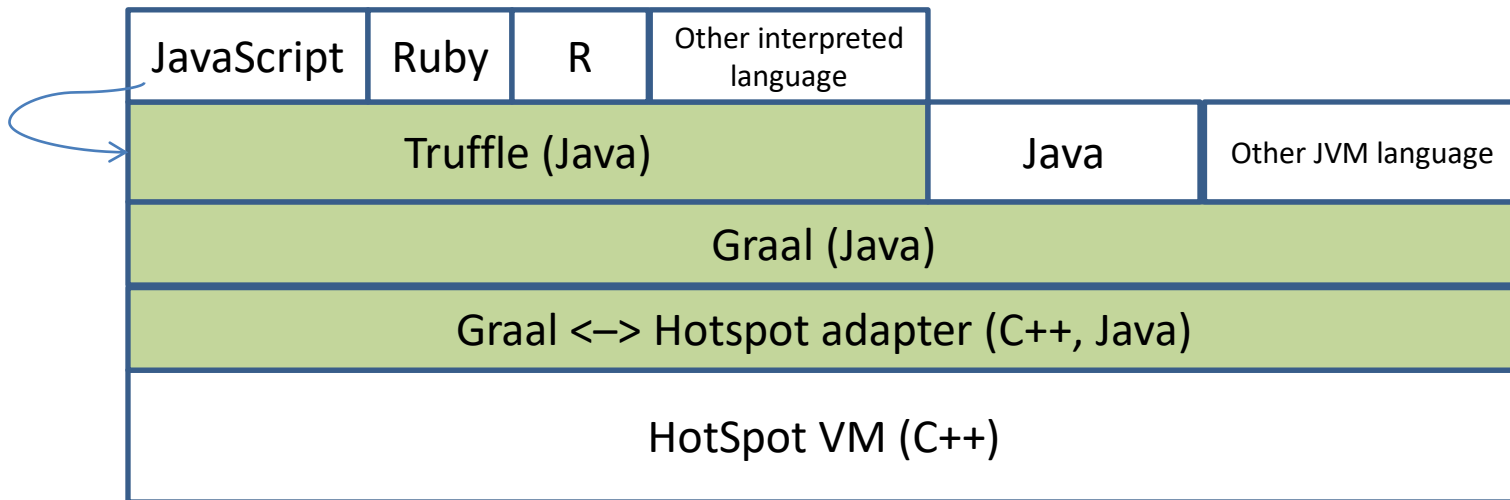 JavaScript
Ruby
R
Other interpreted
language
Truffle (Java)
Java
Other JVM language
Graal (Java)
Graal <–> Hotspot adapter (C++, Java)
HotSpot VM (C++)